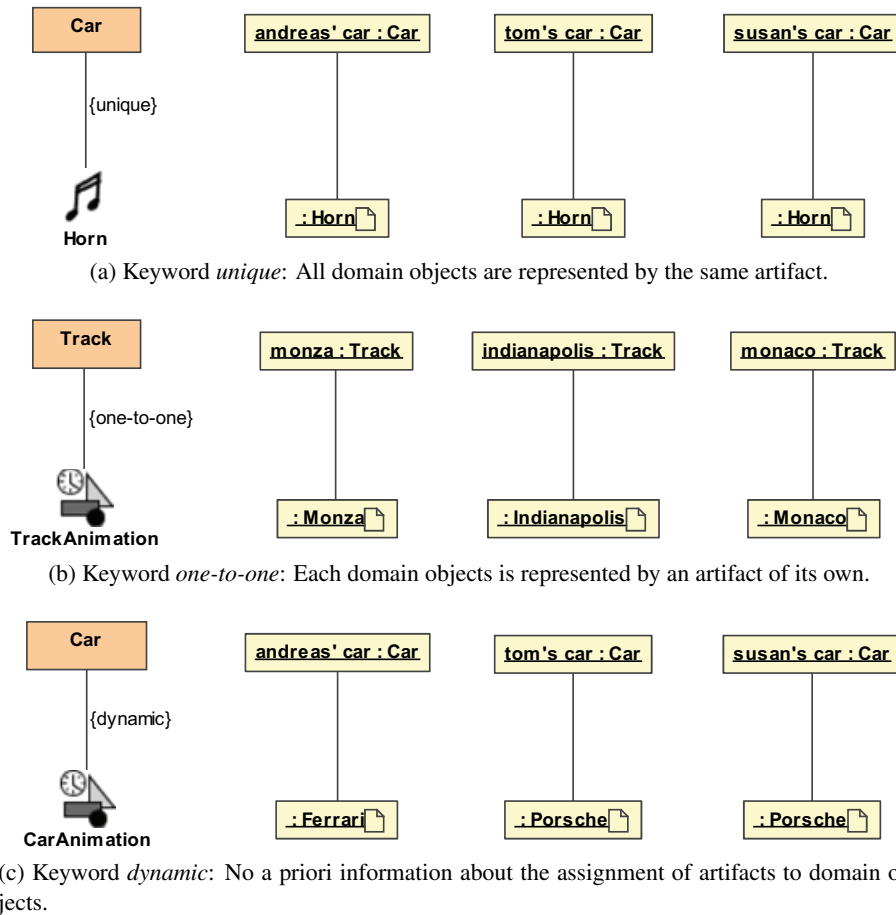 Car
andreas' car : Car
tom's car : Car
susan's car : Car
{unique}
Horn
: Horn
: Horn
: Horn
(a) Keyword unique: All domain objects are represented by the same artifact.
Track
monza : Track
indianapolis : Track
monaco : Track
{one-to-one}
TrackAnimation
: Monza
: Indianapolis
: Monaco
(b) Keyword one-to-one: Each domain objects is represented by an artifact of its own.
Car
andreas' car : Car
tom's car : Car
susan's car : Car
{dynamic}
CarAnimation
: Ferrari
: Porsche
: Porsche
(c) Keyword dynamic: No a priori information about the assignment of artifacts to domain o
jects.